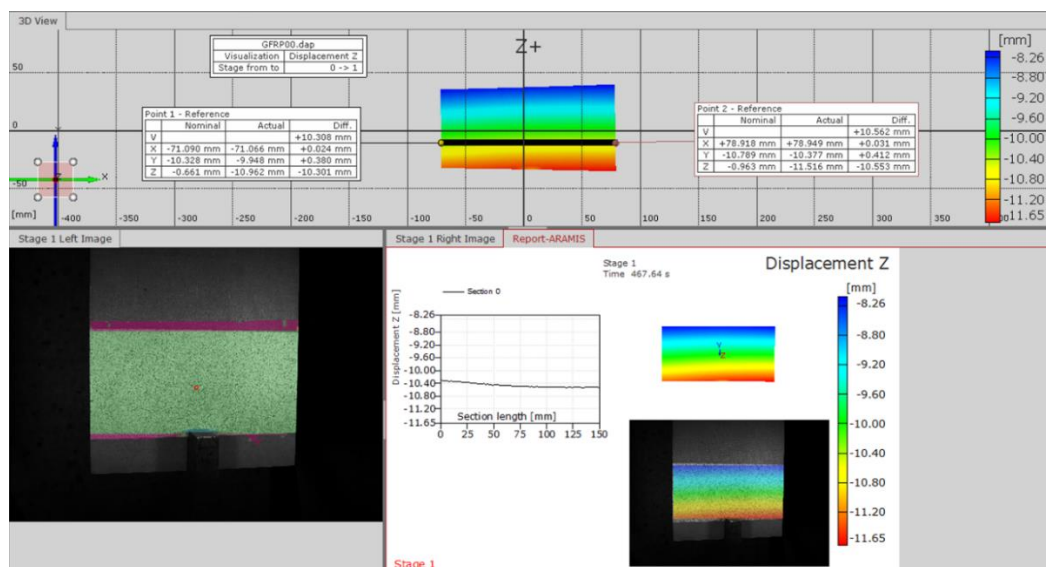 3D View
GFRP00.dap
Visualization Displacement Z
Stage from to 0 -> 1
Z+
[mm]
-8.26
-8.80
-9.20
-9.60
-10.00
-10.40
-10.80
-11.20
-11.65
50
0
-50
[mm]
Point 1 - Reference
Nominal Actual Diff.
V +10.308 mm
X -71.090 mm -71.066 mm +0.024 mm
Y -10.328 mm -9.948 mm +0.380 mm
Z -0.661 mm -10.962 mm -10.301 mm
Point 2 - Reference
Nominal Actual Diff.
V +10.562 mm
X +78.918 mm +78.949 mm +0.031 mm
Y -10.789 mm -10.377 mm +0.412 mm
Z -0.963 mm -11.516 mm -10.553 mm
X
-400 -350 -300 -250 -200 -150 -100 -50 0 50 100 150 200 250 300 350
Stage 1 Left Image
Stage 1 Right Image Report-ARAMIS
Stage 1
Time 467.64 s
Displacement Z
[mm]
-8.26
-8.80
-9.20
-9.60
-10.00
-10.40
-10.80
-11.20
-11.65
Section 0
Displacement Z [mm]
-8.26
-8.80
-9.20
-9.60
-10.00
-10.40
-10.80
-11.20
-11.65
Section length [mm]
0 25 50 75 100 125 150
Y
Z
Stage 1